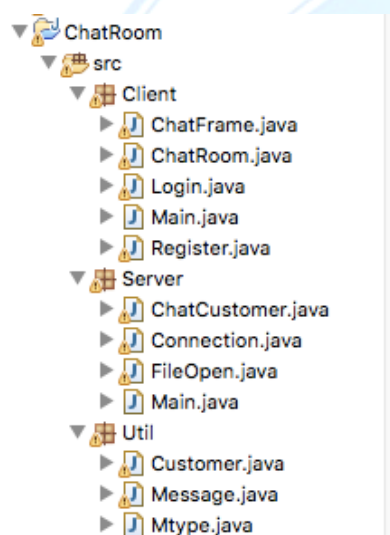 ChatRoom
src
Client
ChatFrame.java
ChatRoom.java
Login.java
Main.java
Register.java
Server
ChatCustomer.java
Connection.java
FileOpen.java
Main.java
Util
Customer.java
Message.java
Mtype.java